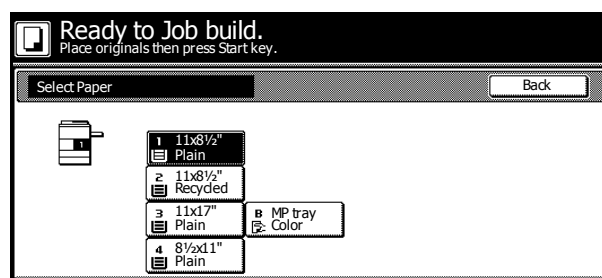 Ready to Job build.
Place originals then press Start key.
Select Paper
Back
1
1 11x8½"
Plain
2 11x8½"
Recycled
3 11x17"
Plain
B MP tray
Color
4 8½x11"
Plain